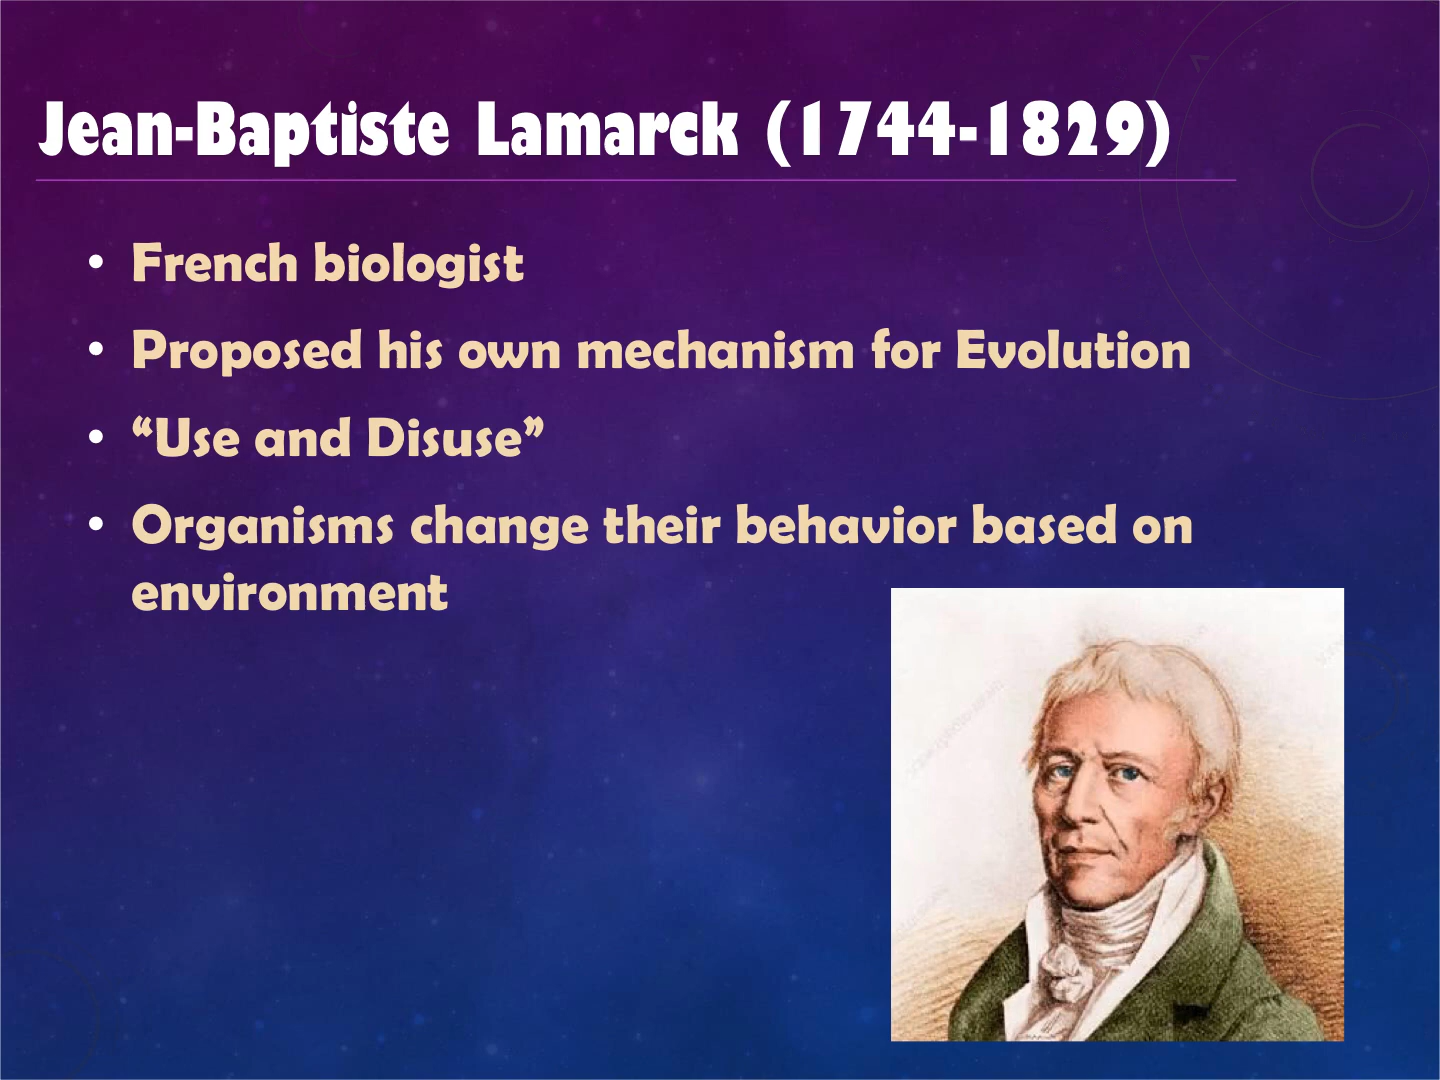 Jean-Baptiste Lamarck (1744-1829)
• French biologist
• Proposed his own mechanism for Evolution
• “Use and Disuse”
• Organisms change their behavior based on
environment